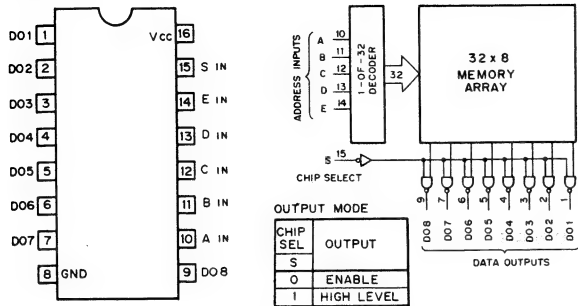 DO1 1
16 Vcc
DO2 2
15 S IN
DO3 3
14 E IN
DO4 4
13 D IN
DO5 5
12 C IN
DO6 6
11 B IN
DO7 7
10 A IN
8 GND
9 DO8
ADDRESS INPUTS
A 10
B 11
C 12
D 13
E 14
1-OF-32
DECODER
32
32 x 8
MEMORY
ARRAY
S 15
CHIP SELECT
9 7 6 5 4 3 2 1
DO8 DO7 DO6 DO5 DO4 DO3 DO2 DO1
DATA OUTPUTS
OUTPUT MODE
CHIP
SEL
OUTPUT
S
0 ENABLE
1 HIGH LEVEL